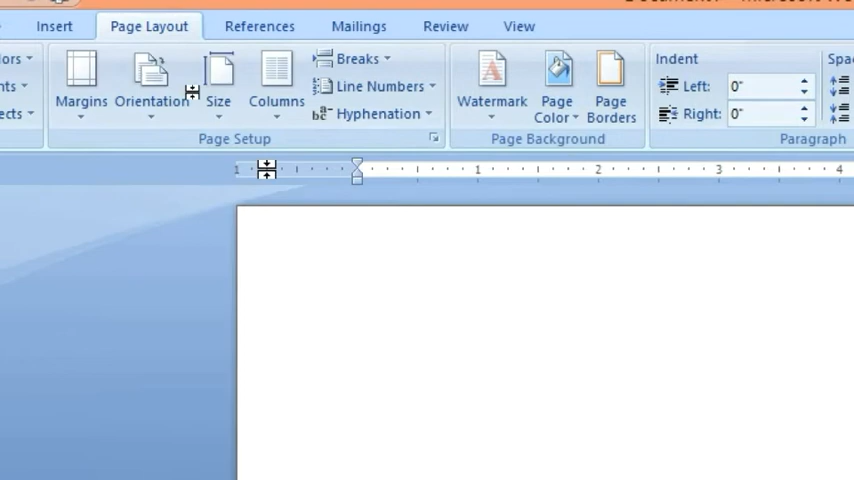 Insert Page Layout References Mailings Review View
Margins Orientation Size Columns Breaks Line Numbers Hyphenation
Watermark Page Color Page Borders
Indent
Left: 0"
Right: 0"
Page Setup Page Background Paragraph
1 1 2 3 4